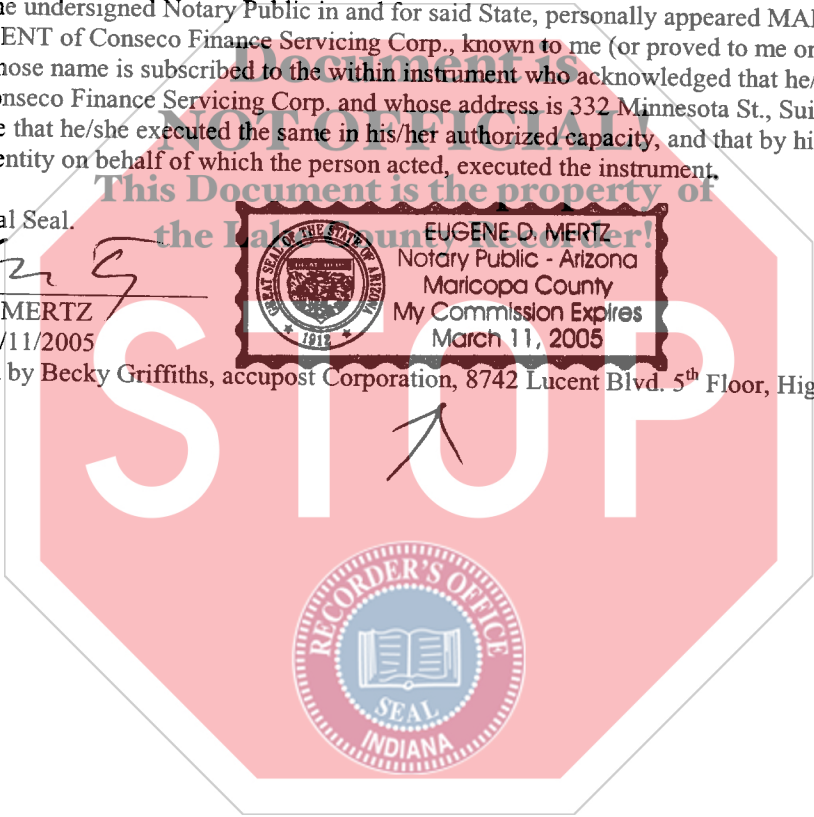 ne undersigned Notary Public in and for said State, personally appeared MAI
ENT of Conseco Finance Servicing Corp., known to me (or proved to me on
hose name is subscribed to the within instrument who acknowledged that he/
onseco Finance Servicing Corp. and whose address is 332 Minnesota St., Sui
e that he/she executed the same in his/her authorized capacity, and that by hi
entity on behalf of which the person acted, executed the instrument.
Document is
NOT OFFICIAL!
This Document is the property of
the Lake County Recorder!
al Seal.
MERTZ
/11/2005
GREAT SEAL OF THE STATE OF ARIZONA
1912
EUGENE D. MERTZ
Notary Public - Arizona
Maricopa County
My Commission Expires
March 11, 2005
by Becky Griffiths, accupost Corporation, 8742 Lucent Blvd. 5th Floor, Hig
STOP
RECORDER'S OFFICE
SEAL
INDIANA